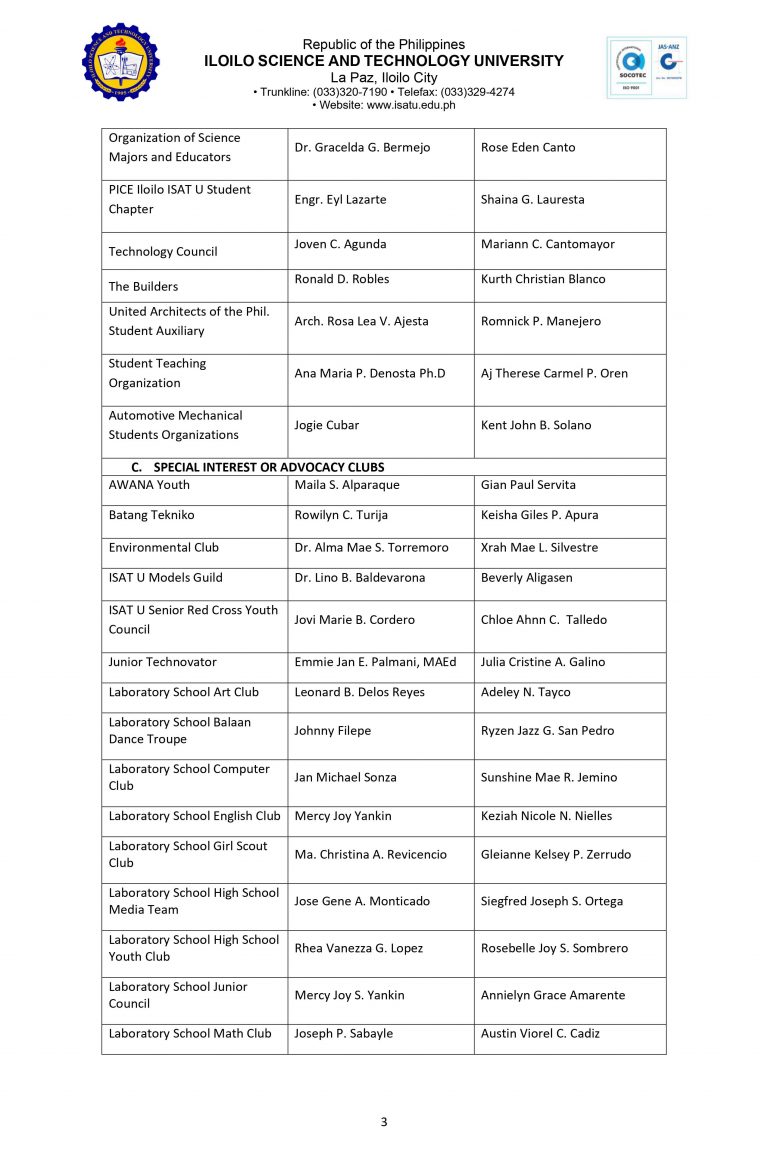 Republic of the Philippines
ILOILO SCIENCE AND TECHNOLOGY UNIVERSITY
La Paz, Iloilo City
• Trunkline: (033)320-7190 • Telefax: (033)329-4274
• Website: www.isatu.edu.ph
ILOILO SCIENCE AND TECHNOLOGY UNIVERSITY
1905
SOCOTEC
ISO 9001
JAS-ANZ
Organization of Science
Majors and Educators
Dr. Gracelda G. Bermejo
Rose Eden Canto
PICE Iloilo ISAT U Student
Chapter
Engr. Eyl Lazarte
Shaina G. Lauresta
Technology Council
Joven C. Agunda
Mariann C. Cantomayor
The Builders
Ronald D. Robles
Kurth Christian Blanco
United Architects of the Phil.
Student Auxiliary
Arch. Rosa Lea V. Ajesta
Romnick P. Manejero
Student Teaching
Organization
Ana Maria P. Denosta Ph.D
Aj Therese Carmel P. Oren
Automotive Mechanical
Students Organizations
Jogie Cubar
Kent John B. Solano
C. SPECIAL INTEREST OR ADVOCACY CLUBS
AWANA Youth
Maila S. Alparaque
Gian Paul Servita
Batang Tekniko
Rowilyn C. Turija
Keisha Giles P. Apura
Environmental Club
Dr. Alma Mae S. Torremoro
Xrah Mae L. Silvestre
ISAT U Models Guild
Dr. Lino B. Baldevarona
Beverly Aligasen
ISAT U Senior Red Cross Youth
Council
Jovi Marie B. Cordero
Chloe Ahnn C. Talledo
Junior Technovator
Emmie Jan E. Palmani, MAEd
Julia Cristine A. Galino
Laboratory School Art Club
Leonard B. Delos Reyes
Adeley N. Tayco
Laboratory School Balaan
Dance Troupe
Johnny Filepe
Ryzen Jazz G. San Pedro
Laboratory School Computer
Club
Jan Michael Sonza
Sunshine Mae R. Jemino
Laboratory School English Club
Mercy Joy Yankin
Keziah Nicole N. Nielles
Laboratory School Girl Scout
Club
Ma. Christina A. Revicencio
Gleianne Kelsey P. Zerrudo
Laboratory School High School
Media Team
Jose Gene A. Monticado
Siegfred Joseph S. Ortega
Laboratory School High School
Youth Club
Rhea Vanezza G. Lopez
Rosebelle Joy S. Sombrero
Laboratory School Junior
Council
Mercy Joy S. Yankin
Annielyn Grace Amarente
Laboratory School Math Club
Joseph P. Sabayle
Austin Viorel C. Cadiz
3